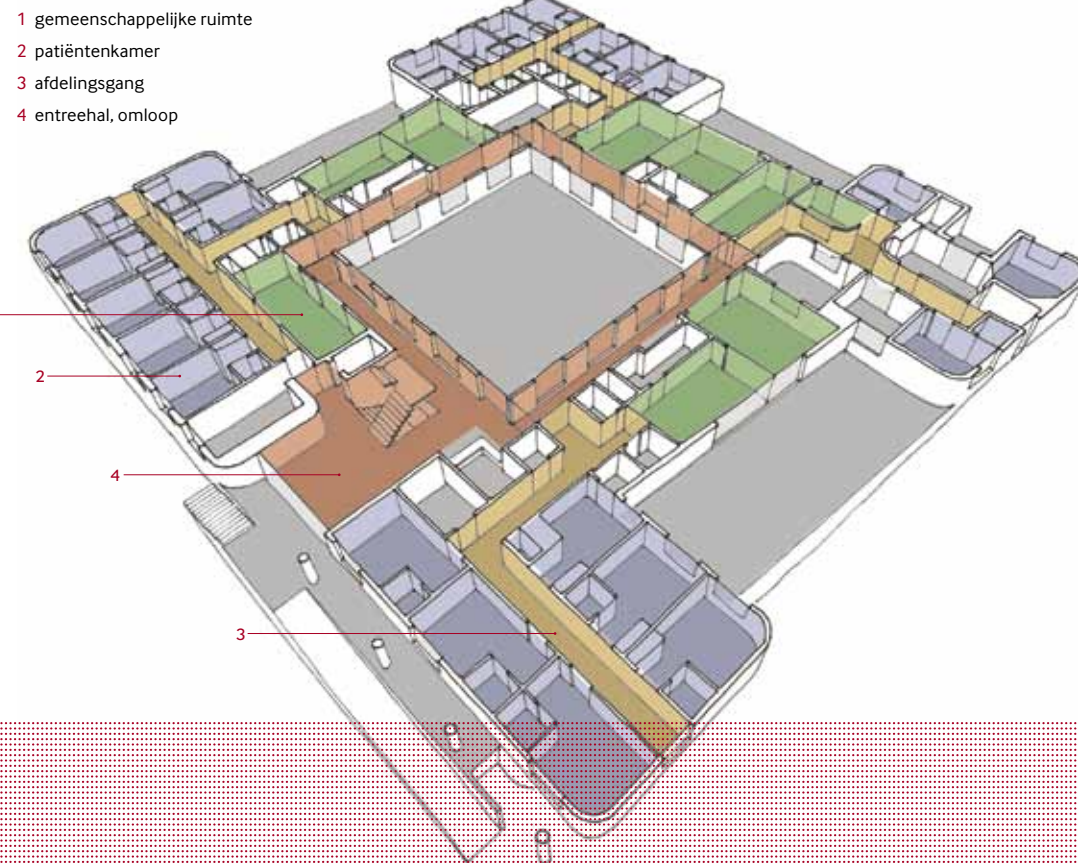 1 gemeenschappelijke ruimte
2 patiëntenkamer
3 afdelingsgang
4 entreehal, omloop
2
4
3